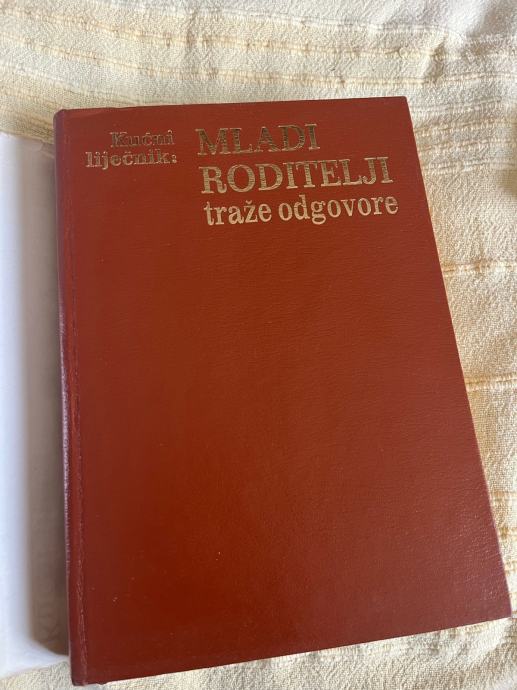 Kućni
liječnik:
MLADI
RODITELJI
traže odgovore